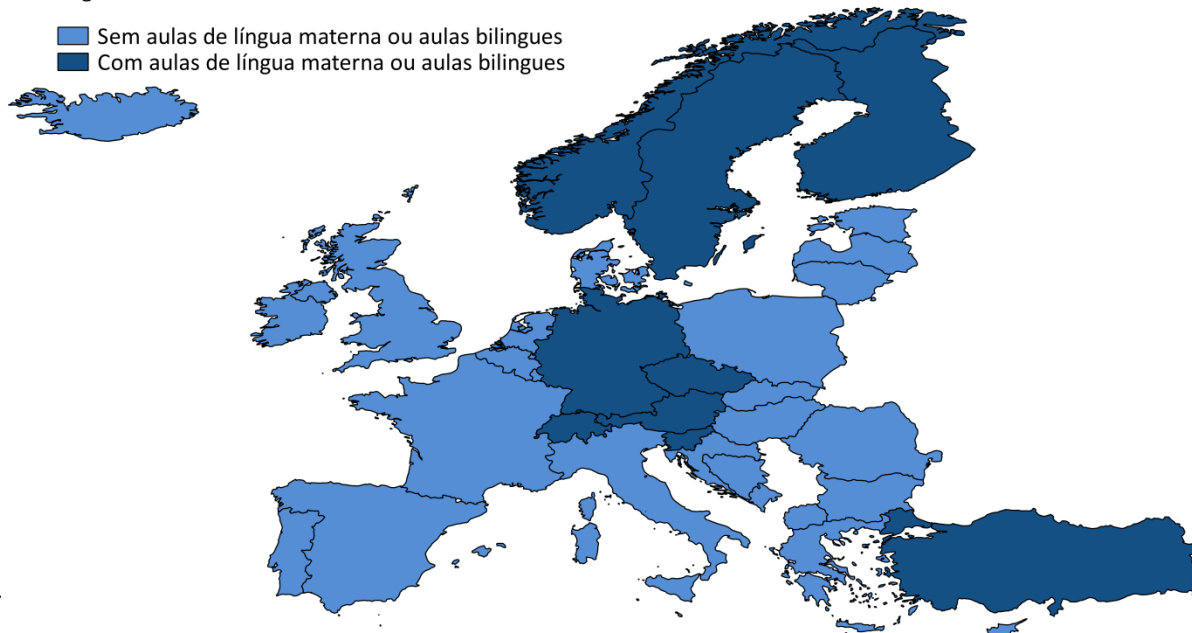 Sem aulas de língua materna ou aulas bilingues
Com aulas de língua materna ou aulas bilingues